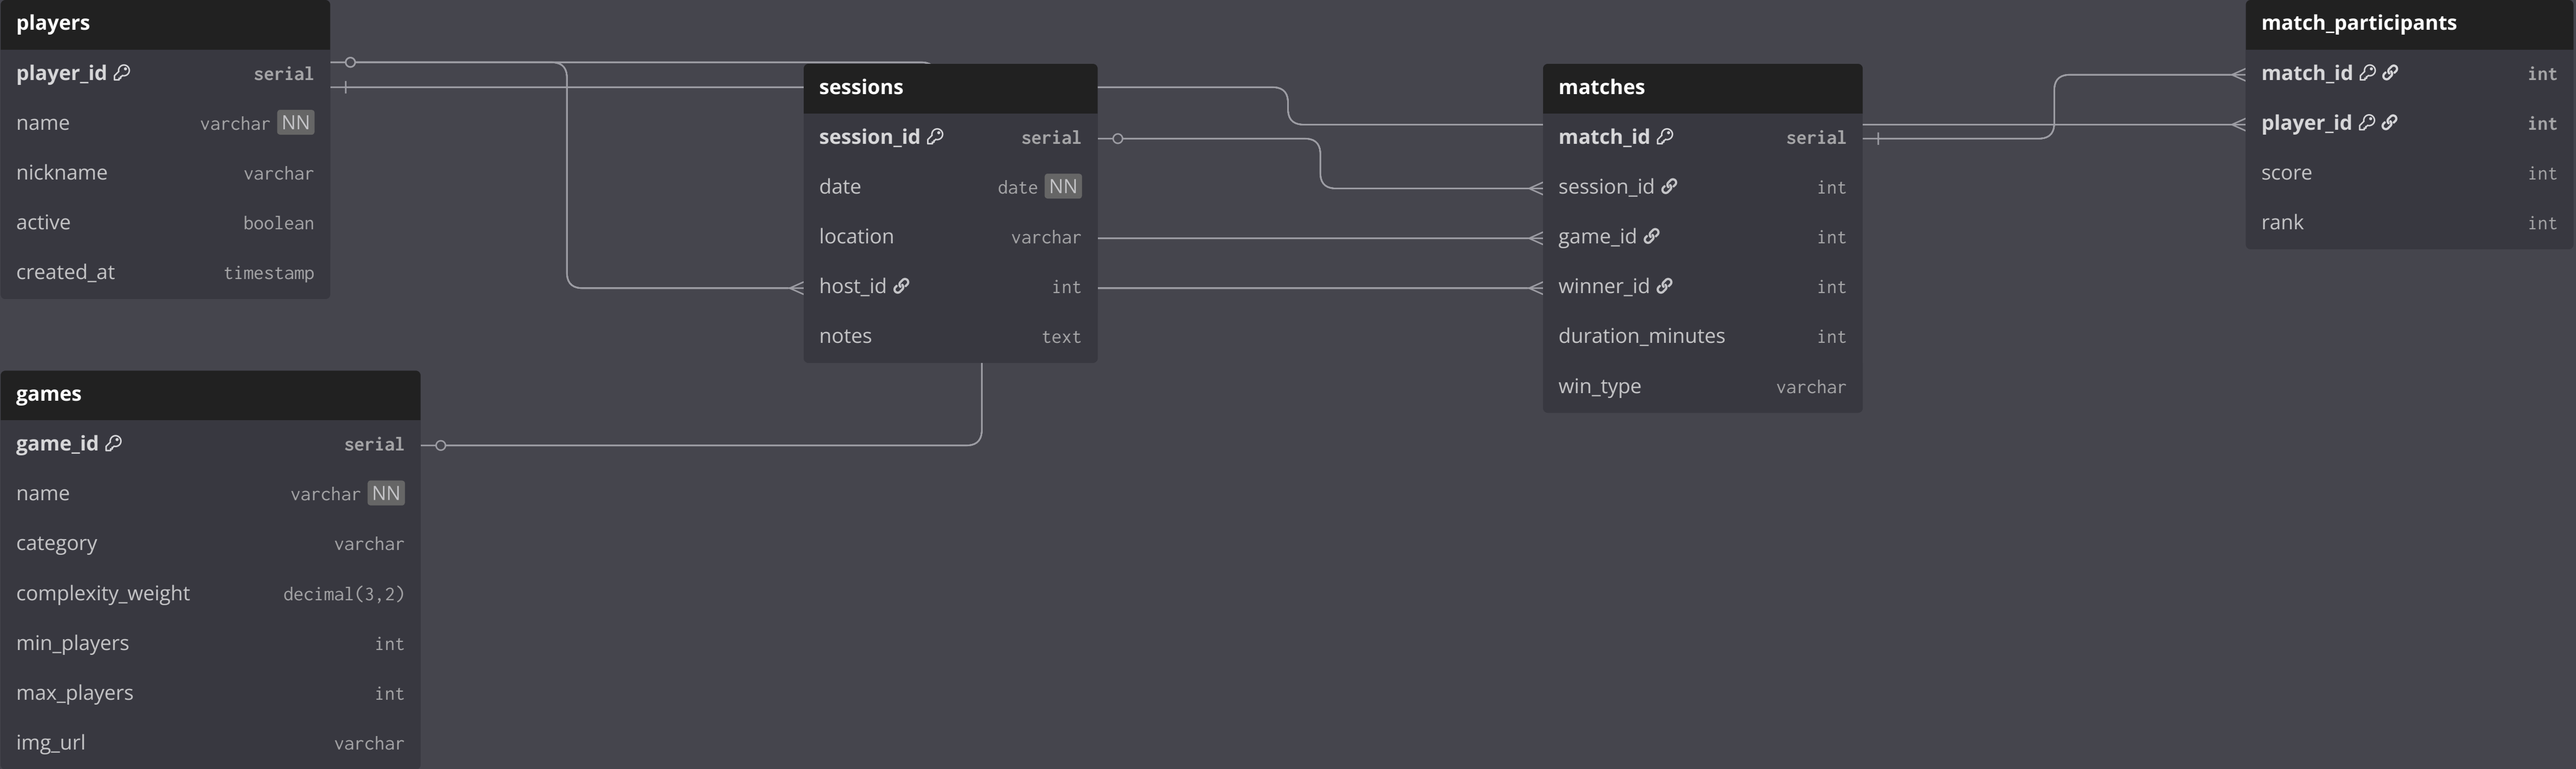 players
player_id serial
name varchar NN
nickname varchar
active boolean
created_at timestamp
games
game_id serial
name varchar NN
category varchar
complexity_weight decimal(3,2)
min_players int
max_players int
img_url varchar
sessions
session_id serial
date date NN
location varchar
host_id int
notes text
matches
match_id serial
session_id int
game_id int
winner_id int
duration_minutes int
win_type varchar
match_participants
match_id int
player_id int
score int
rank int